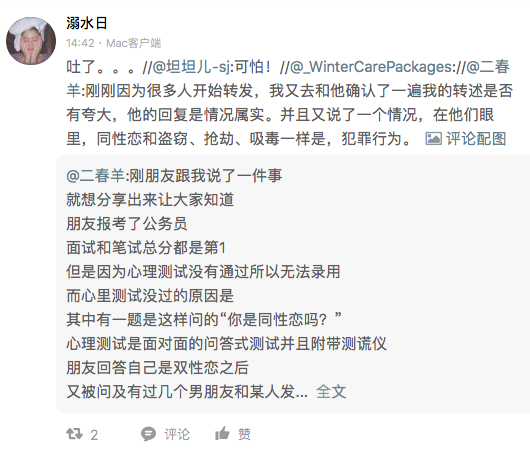 溺水日
14:42・Mac客户端
吐了。。。//@坦坦儿-sj:可怕！//@_WinterCarePackages://@二春
羊:刚刚因为很多人开始转发，我又去和他确认了一遍我的转述是否
有夸大，他的回复是情况属实。并且又说了一个情况，在他们眼
里，同性恋和盗窃、抢劫、吸毒一样是，犯罪行为。 评论配图
@二春羊:刚朋友跟我说了一件事
就想分享出来让大家知道
朋友报考了公务员
面试和笔试总分都是第1
但是因为心理测试没有通过所以无法录用
而心里测试没过的原因是
其中有一题是这样问的“你是同性恋吗？”
心理测试是面对面的问答式测试并且附带测谎仪
朋友回答自己是双性恋之后
又被问及有过几个男朋友和某人发... 全文
2 评论 赞